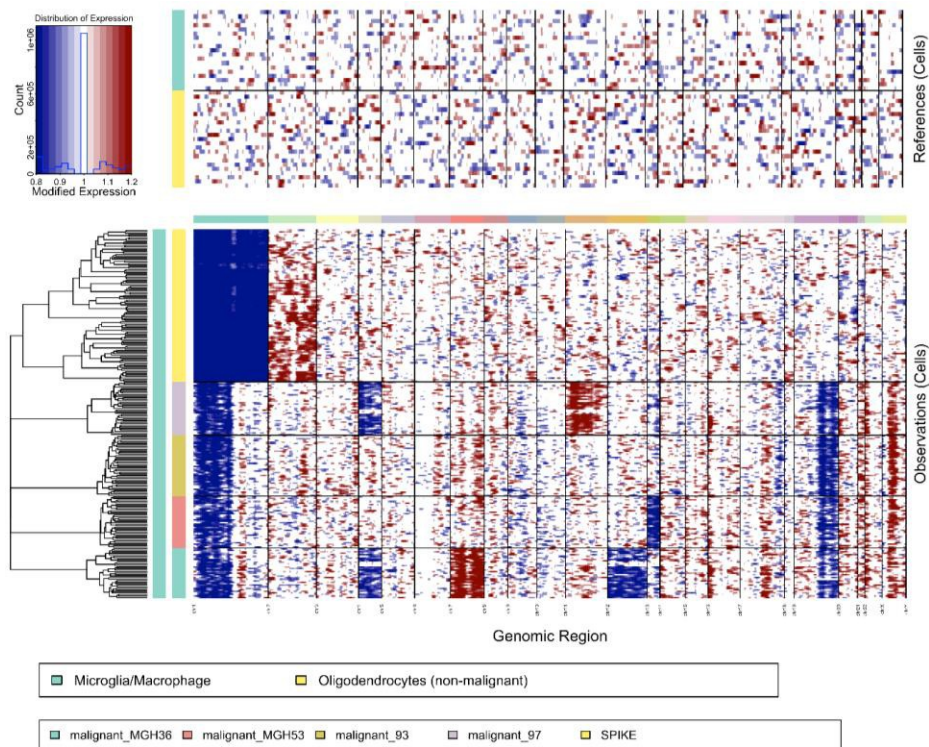 Distribution of Expression
Count
0
2e+05
6e+05
1e+06
0.8 0.9 1 1.1 1.2
Modified Expression
References (Cells)
Observations (Cells)
Genomic Region
Microglia/Macrophage Oligodendrocytes (non-malignant)
malignant_MGH36 malignant_MGH53 malignant_93 malignant_97 SPIKE